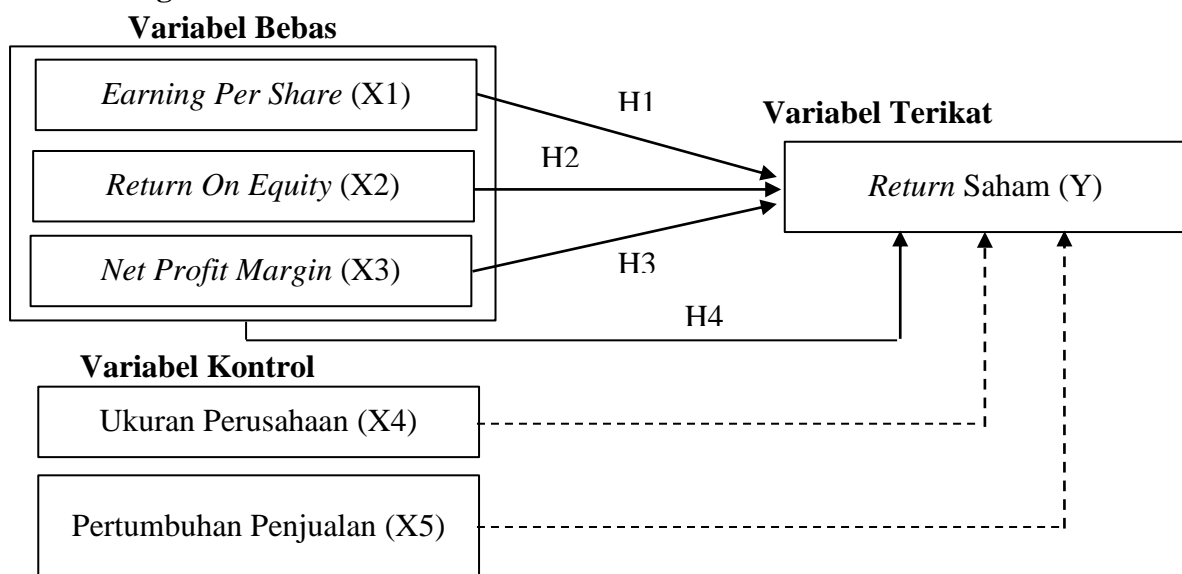 Variabel Bebas
Earning Per Share (X1)
H1
Variabel Terikat
H2
Return On Equity (X2)
Return Saham (Y)
Net Profit Margin (X3)
H3
H4
Variabel Kontrol
Ukuran Perusahaan (X4)
Pertumbuhan Penjualan (X5)